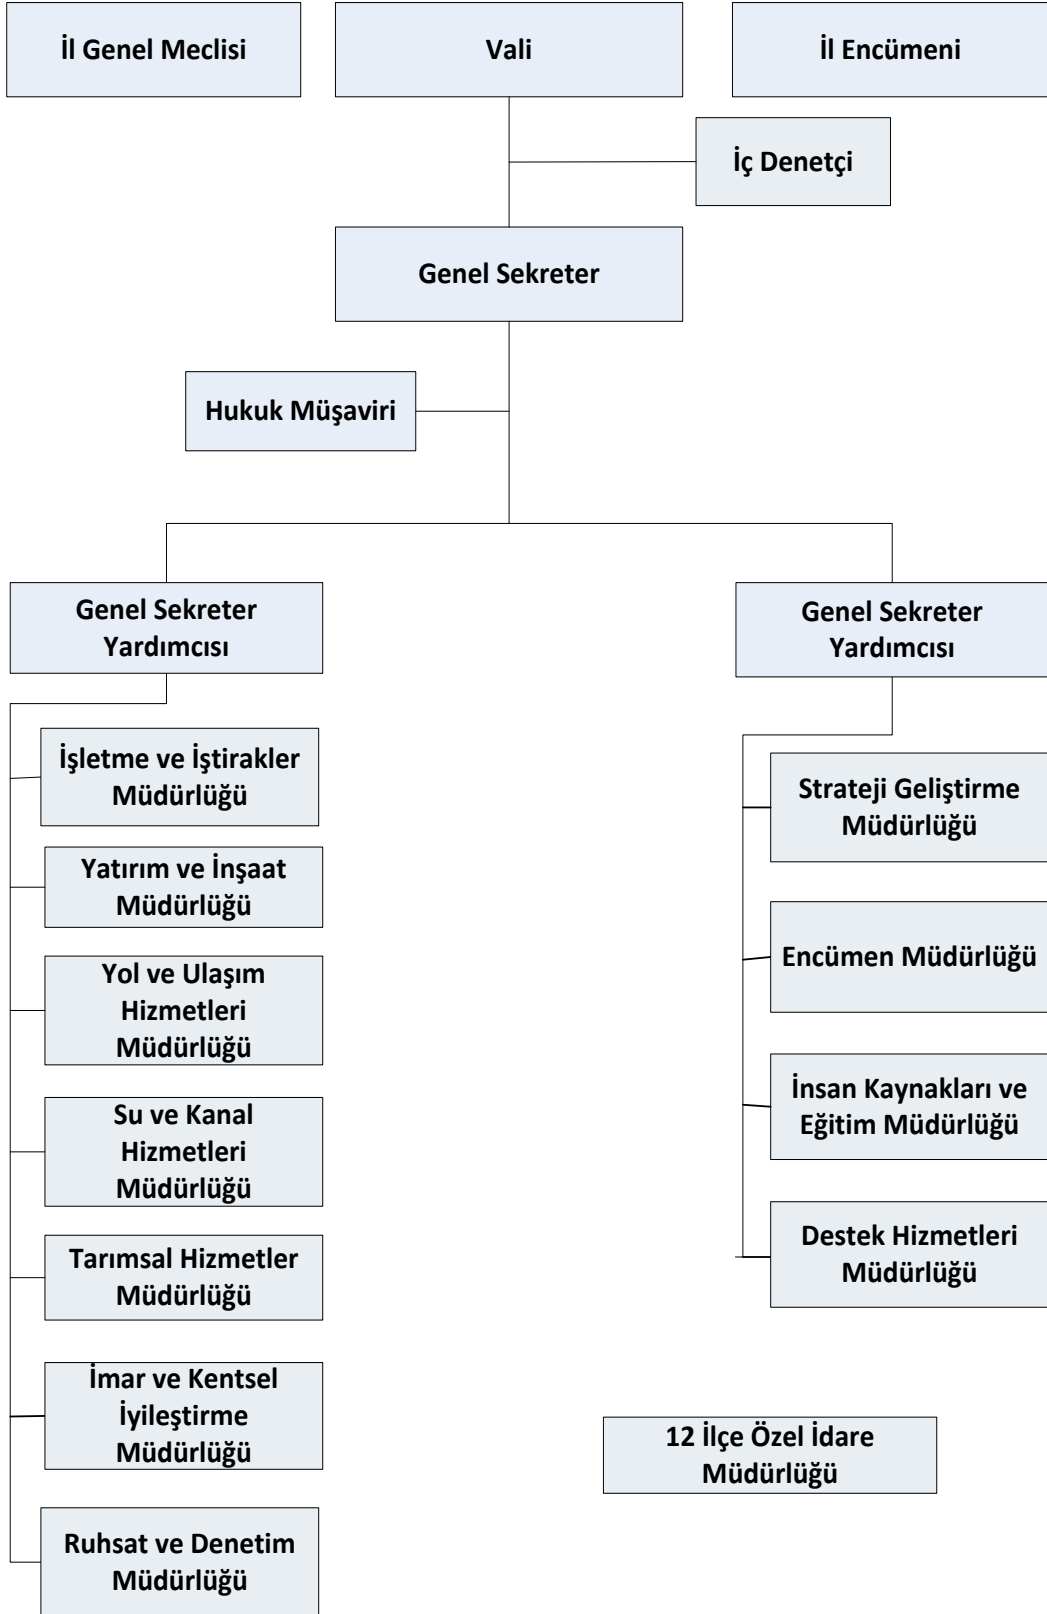 İl Genel Meclisi
Vali
İl Encümeni
İç Denetçi
Genel Sekreter
Hukuk Müşaviri
Genel Sekreter
Yardımcısı
İşletme ve İştirakler
Müdürlüğü
Yatırım ve İnşaat
Müdürlüğü
Yol ve Ulaşım
Hizmetleri
Müdürlüğü
Su ve Kanal
Hizmetleri
Müdürlüğü
Tarımsal Hizmetler
Müdürlüğü
İmar ve Kentsel
İyileştirme
Müdürlüğü
Ruhsat ve Denetim
Müdürlüğü
Genel Sekreter
Yardımcısı
Strateji Geliştirme
Müdürlüğü
Encümen Müdürlüğü
İnsan Kaynakları ve
Eğitim Müdürlüğü
Destek Hizmetleri
Müdürlüğü
12 İlçe Özel İdare
Müdürlüğü